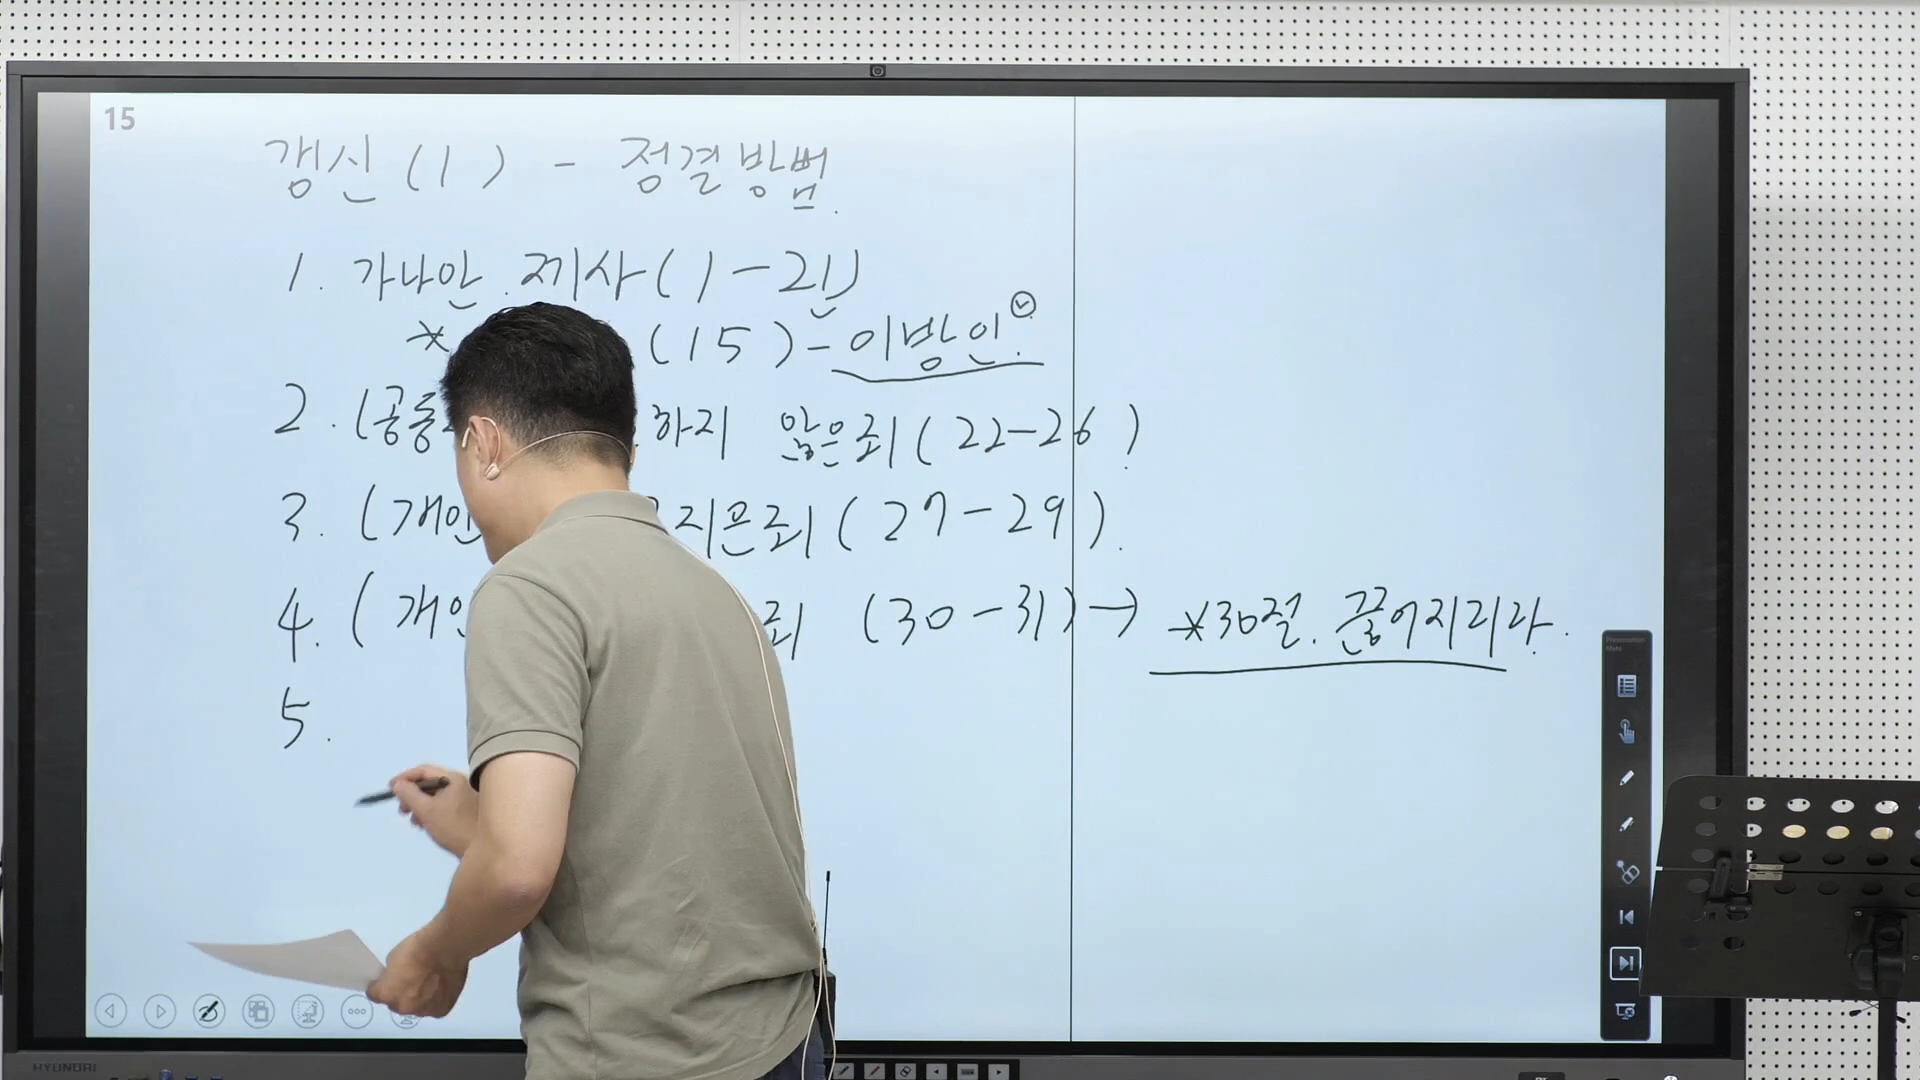 15
갱신 (1) - 정결방법.
1. 가나안 제사 (1-21)
* (15) - 이방인.
2. (공동 하지 않은죄 (22-26)
3. (개인 지은죄 (27-29).
4. (개인 죄 (30-31) → *30절. 끊어지리라.
5.
HYUNDAI